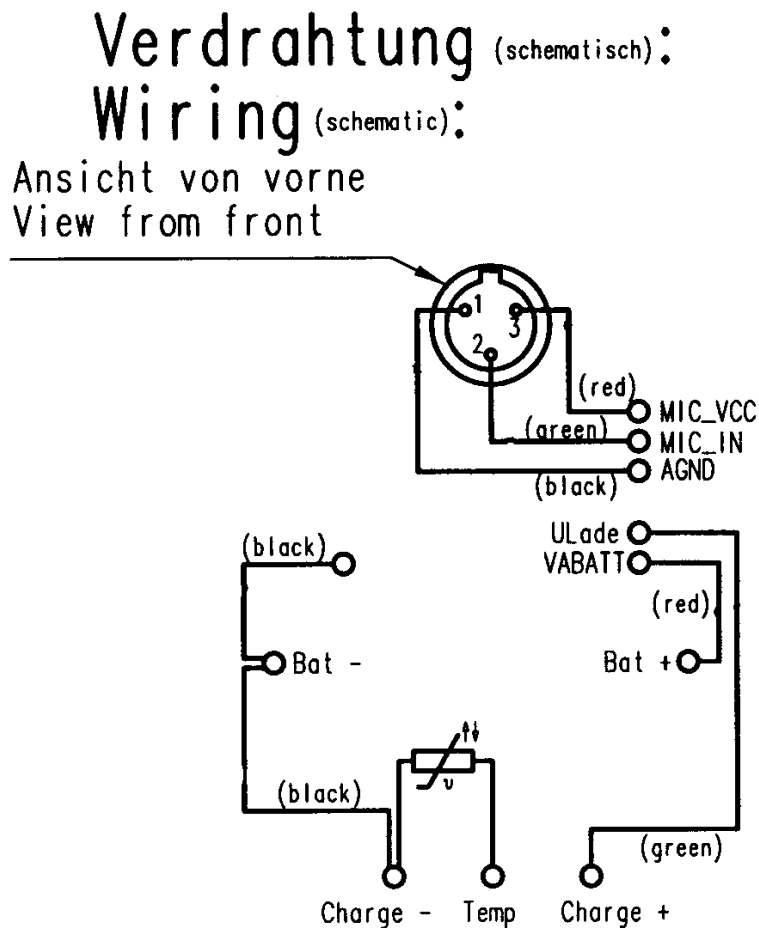 Verdrahtung (schematisch):
Wiring (schematic):
Ansicht von vorne
View from front
1
3
2
(red)
MIC_VCC
(green)
MIC_IN
AGND
(black)
ULade
(black)
VABATT
(red)
Bat -
Bat +
υ
(black)
(green)
Charge - Temp Charge +